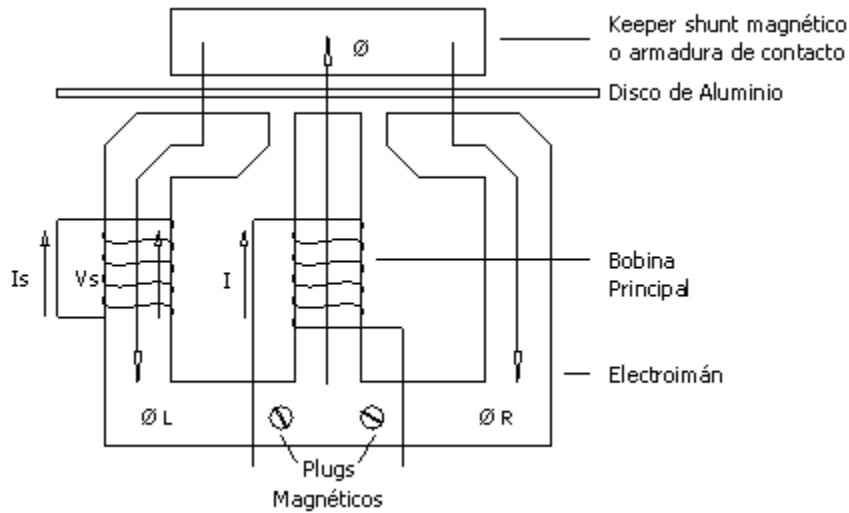 Keeper shunt magnético
o armadura de contacto
Ø
Disco de Aluminio
Is
Vs
I
Bobina
Principal
Electroimán
Ø L
Ø R
Plugs
Magnéticos